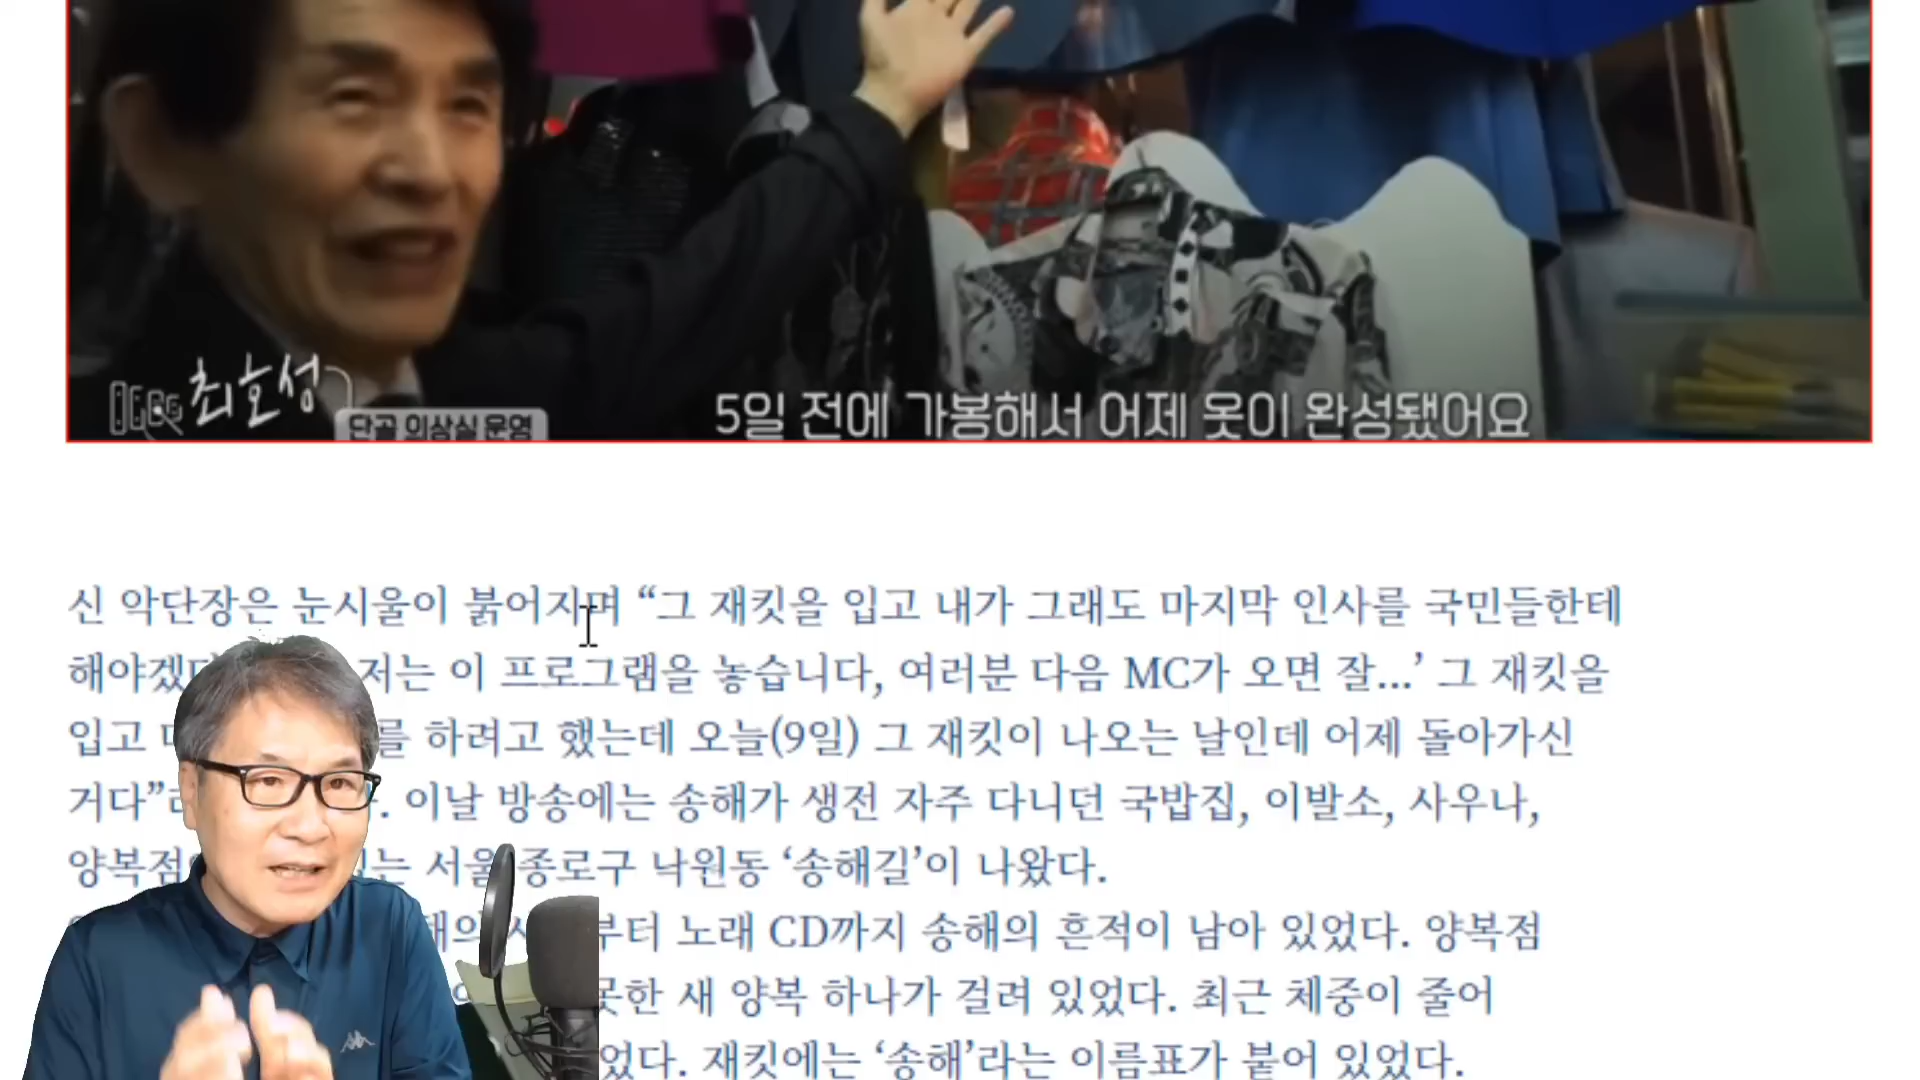 최호성
단골 의상실 운영
5일 전에 가봉해서 어제 옷이 완성됐어요
신 악단장은 눈시울이 붉어지며 “그 재킷을 입고 내가 그래도 마지막 인사를 국민들한테
해야겠 저는 이 프로그램을 놓습니다, 여러분 다음 MC가 오면 잘...’ 그 재킷을
입고 를 하려고 했는데 오늘(9일) 그 재킷이 나오는 날인데 어제 돌아가신
거다” . 이날 방송에는 송해가 생전 자주 다니던 국밥집, 이발소, 사우나,
양복점 는 서울 종로구 낙원동 ‘송해길’이 나왔다.
부터 노래 CD까지 송해의 흔적이 남아 있었다. 양복점
못한 새 양복 하나가 걸려 있었다. 최근 체중이 줄어
었다. 재킷에는 ‘송해’라는 이름표가 붙어 있었다.